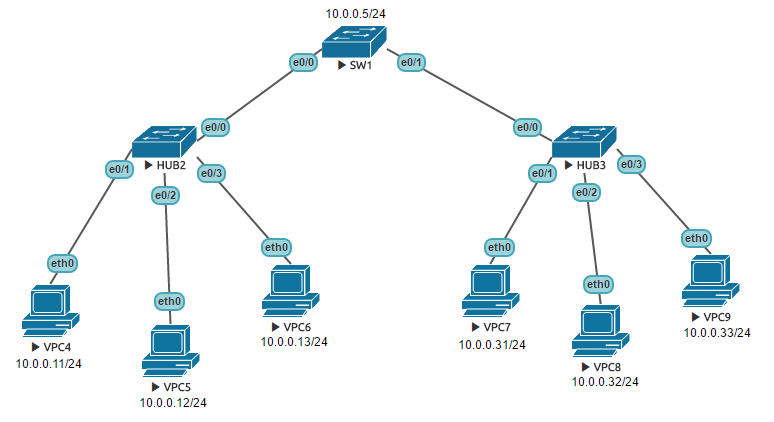 10.0.0.5/24
e0/0
SW1
e0/1
e0/0
HUB2
e0/1
e0/2
e0/3
e0/0
HUB3
e0/1
e0/2
e0/3
eth0
VPC4
10.0.0.11/24
eth0
VPC5
10.0.0.12/24
eth0
VPC6
10.0.0.13/24
eth0
VPC7
10.0.0.31/24
eth0
VPC8
10.0.0.32/24
eth0
VPC9
10.0.0.33/24